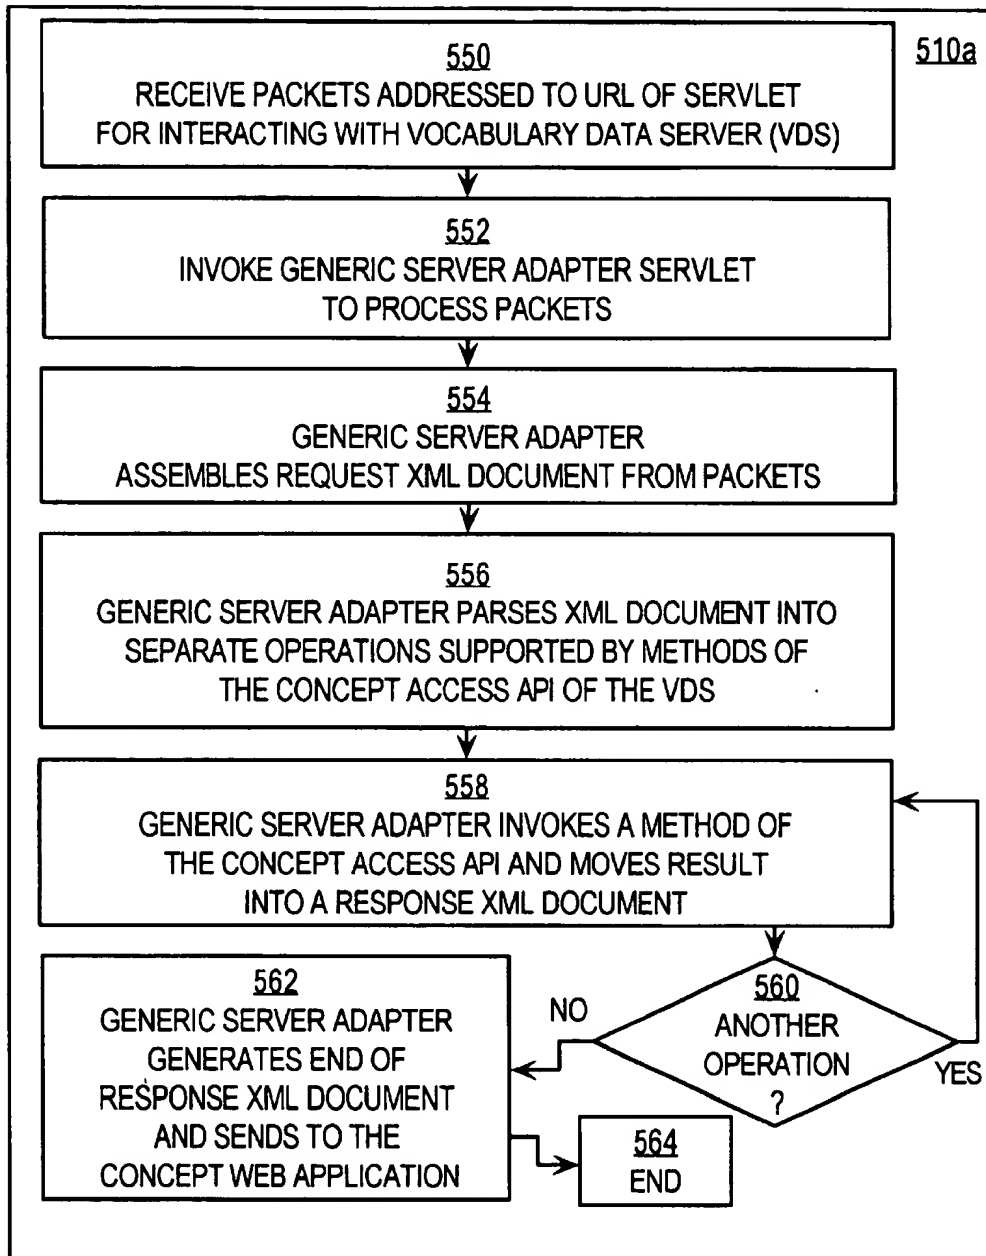 510a
550
RECEIVE PACKETS ADDRESSED TO URL OF SERVLET
FOR INTERACTING WITH VOCABULARY DATA SERVER (VDS)
552
INVOKE GENERIC SERVER ADAPTER SERVLET
TO PROCESS PACKETS
554
GENERIC SERVER ADAPTER
ASSEMBLES REQUEST XML DOCUMENT FROM PACKETS
556
GENERIC SERVER ADAPTER PARSES XML DOCUMENT INTO
SEPARATE OPERATIONS SUPPORTED BY METHODS OF
THE CONCEPT ACCESS API OF THE VDS
558
GENERIC SERVER ADAPTER INVOKES A METHOD OF
THE CONCEPT ACCESS API AND MOVES RESULT
INTO A RESPONSE XML DOCUMENT
560
ANOTHER
OPERATION
?
YES
NO
562
GENERIC SERVER ADAPTER
GENERATES END OF
RESPONSE XML DOCUMENT
AND SENDS TO THE
CONCEPT WEB APPLICATION
564
END